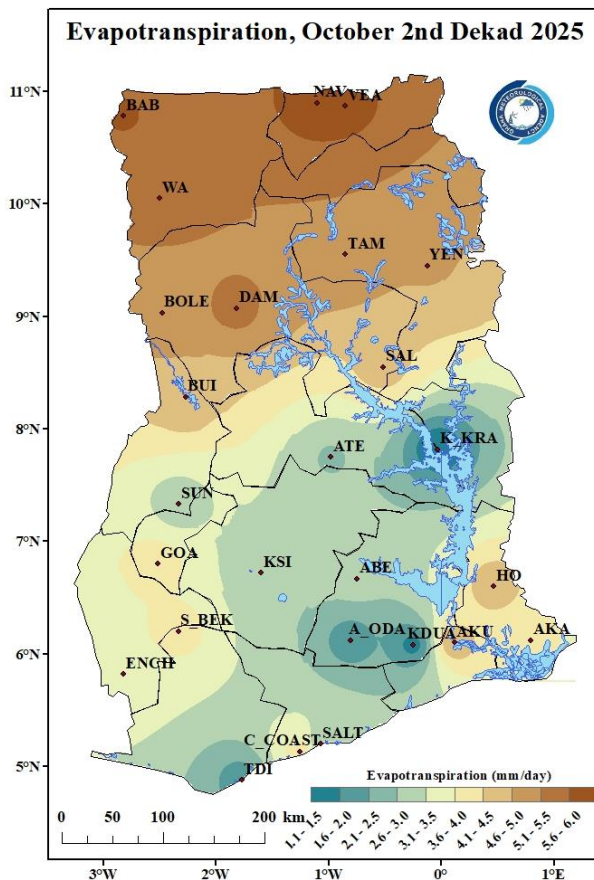 Evapotranspiration, October 2nd Dekad 2025
GHANA METEOROLOGICAL AGENCY
11°N
10°N
9°N
8°N
7°N
6°N
5°N
BAB
NAV
VEA
WA
TAM
YEN
BOLE
DAM
SAL
BUI
K_KRA
ATE
SUN
GOA
KSI
ABE
HO
S_BEK
A_ODA
KDUA
AKU
AKA
ENCH
C_COAST
SALT
TDI
Evapotranspiration (mm/day)
1.1 - 1.5
1.6 - 2.0
2.1 - 2.5
2.6 - 3.0
3.1 - 3.5
3.6 - 4.0
4.1 - 4.5
4.6 - 5.0
5.1 - 5.5
5.6 - 6.0
0 50 100 200 km
3°W 2°W 1°W 0° 1°E